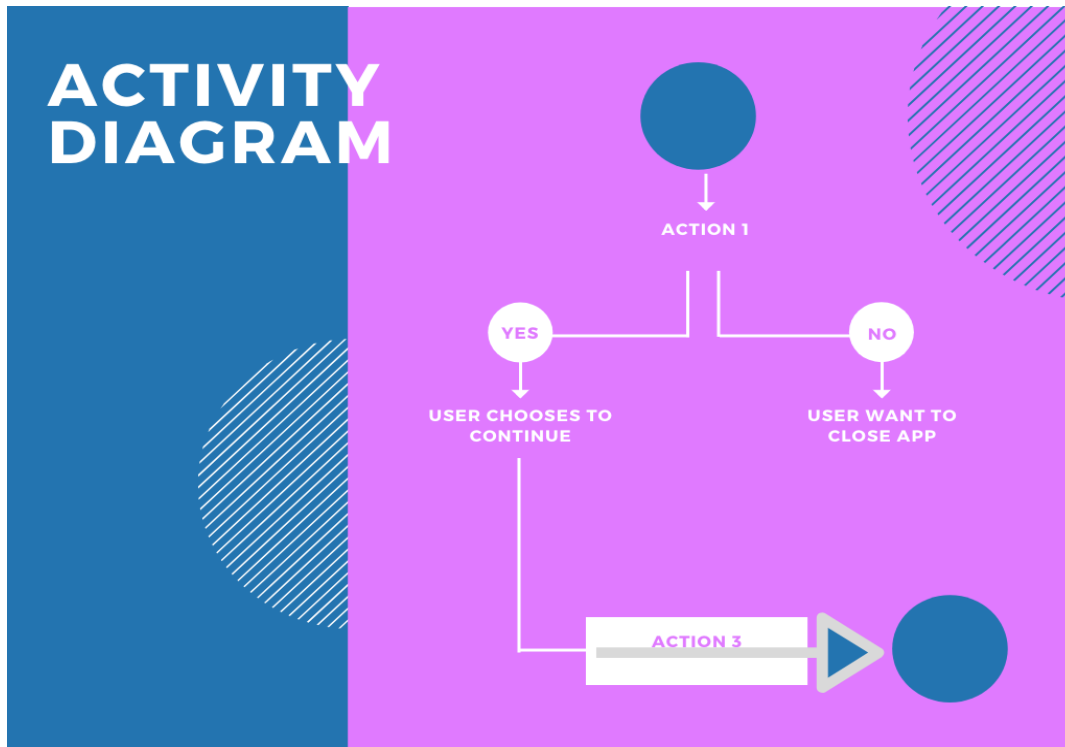 ACTIVITY
DIAGRAM
ACTION 1
YES
NO
USER CHOOSES TO
CONTINUE
USER WANT TO
CLOSE APP
ACTION 3